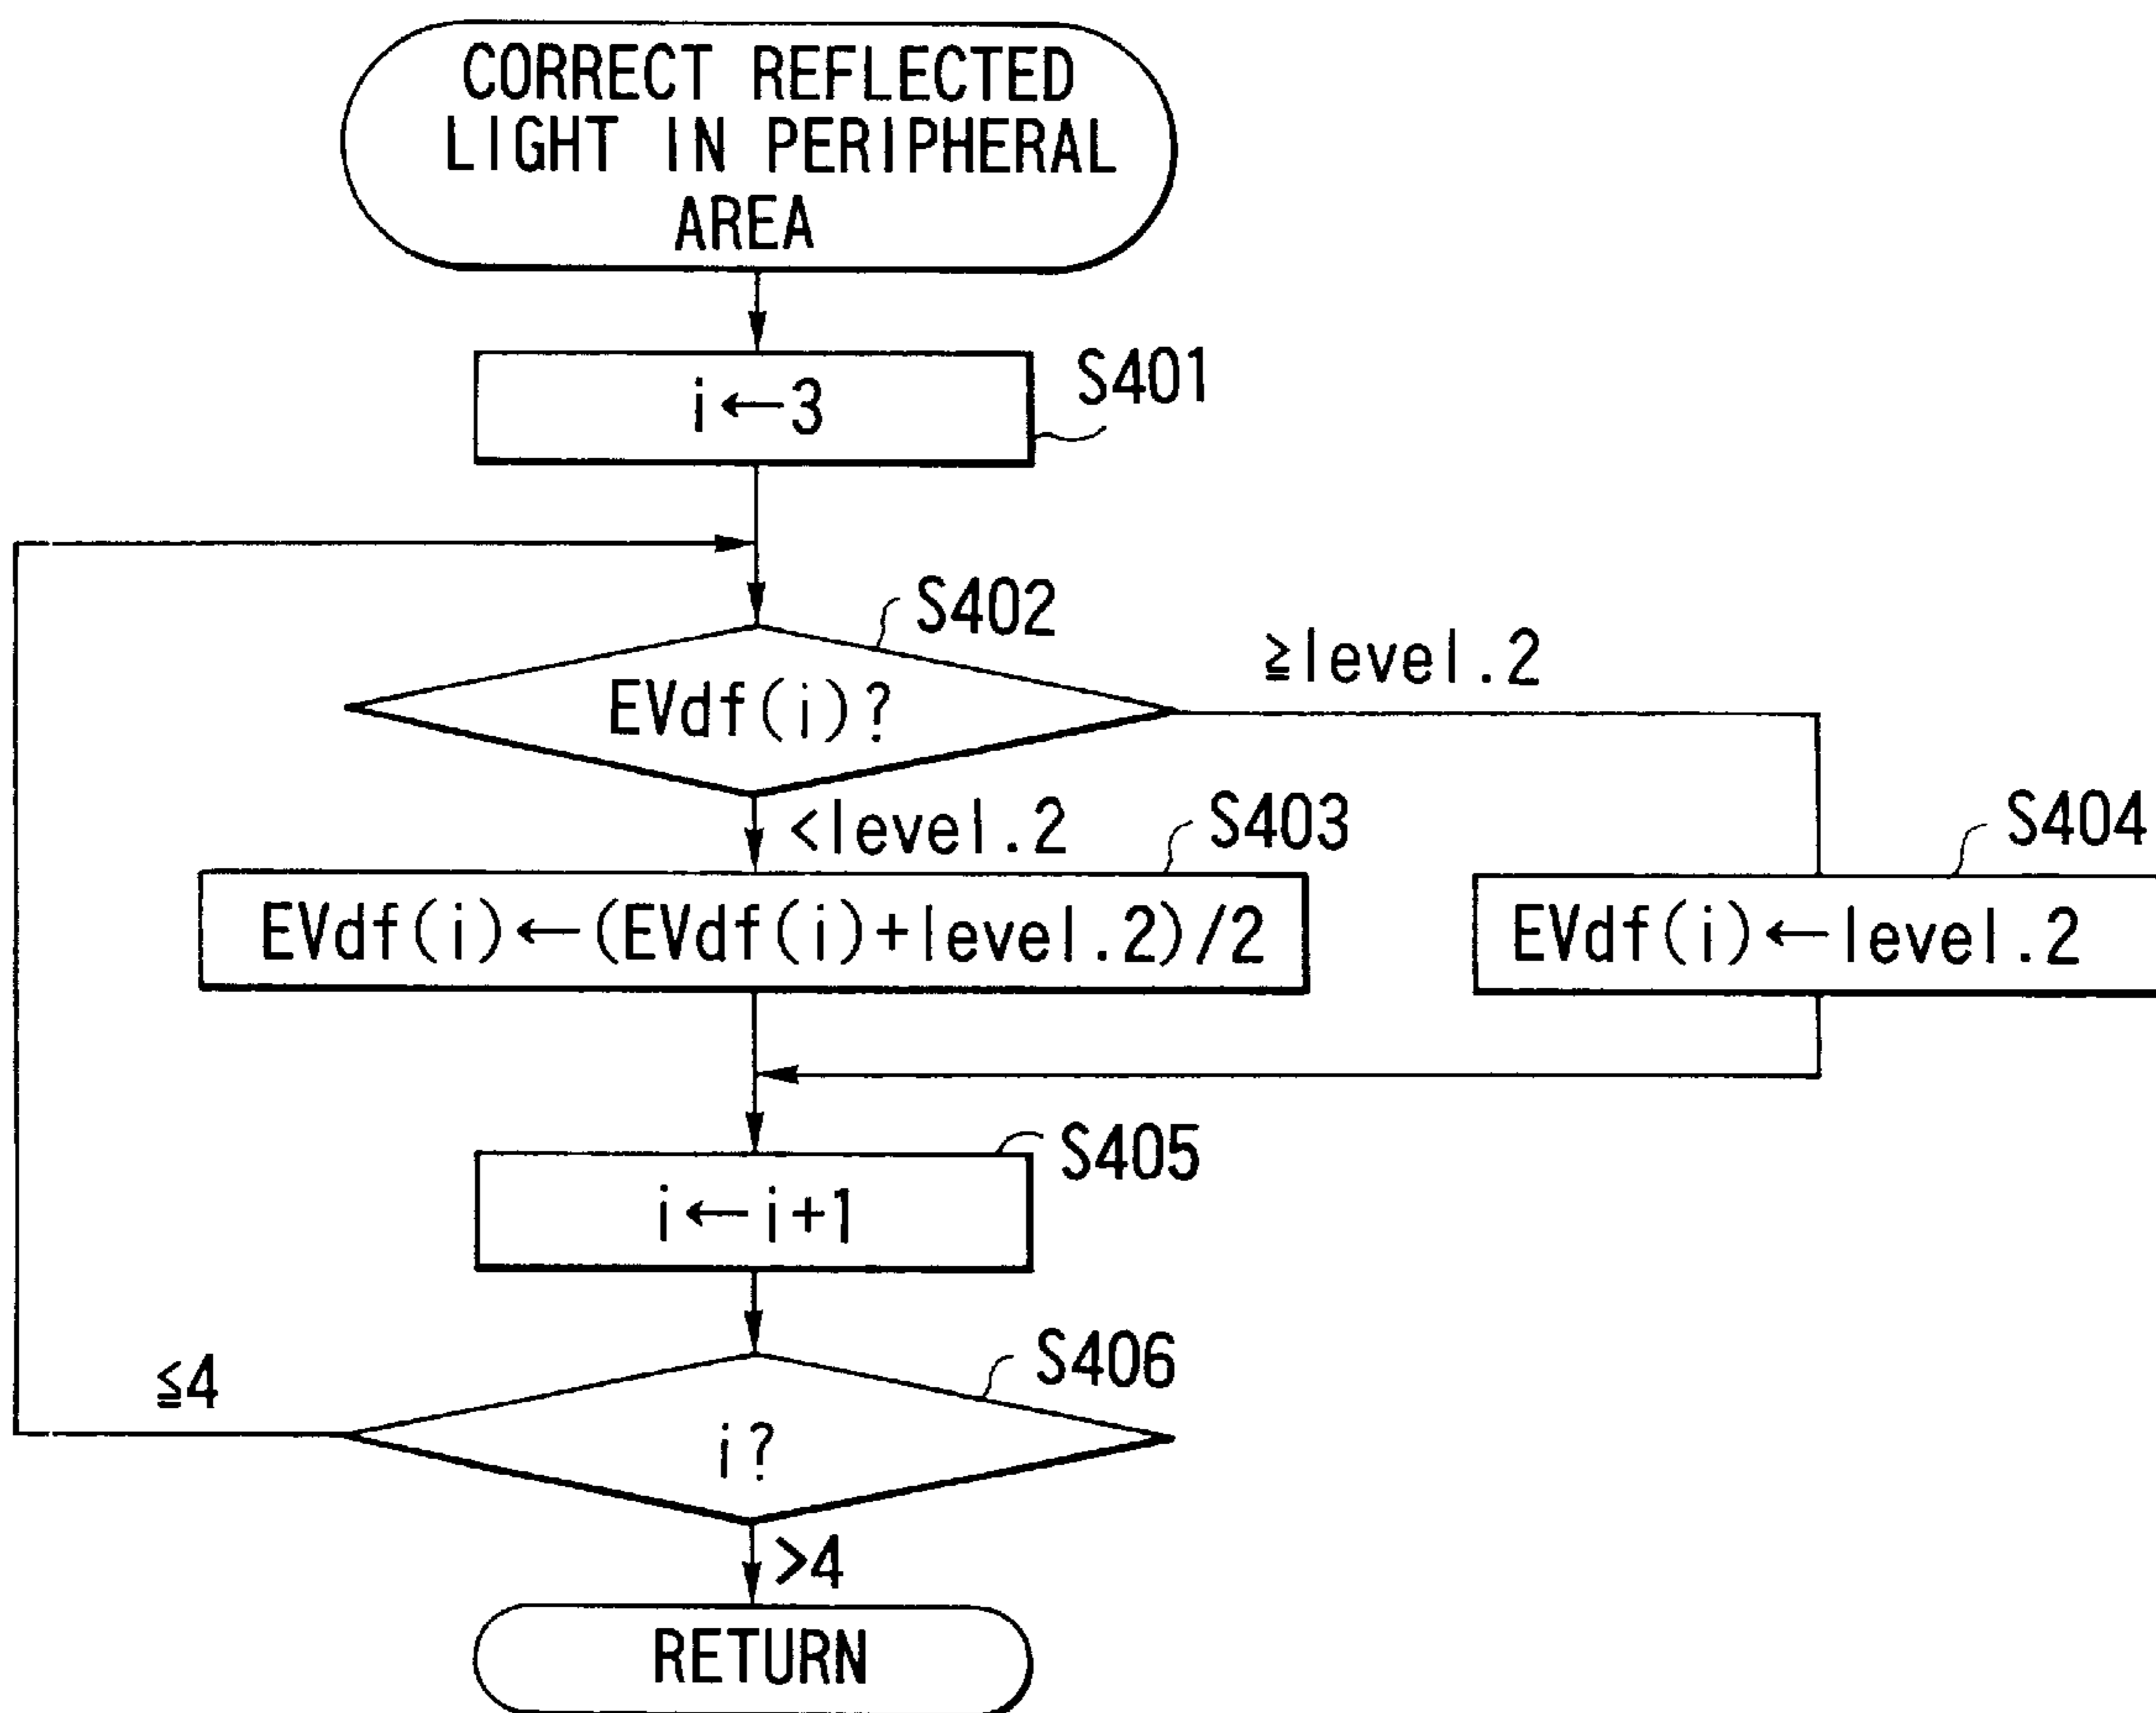 CORRECT REFLECTED
LIGHT IN PERIPHERAL
AREA
i←3
S401
S402
EVdf(i)?
≧level.2
<level.2
S403
S404
EVdf(i)←(EVdf(i)+level.2)/2
EVdf(i)←level.2
S405
i←i+1
S406
≦4
i?
>4
RETURN